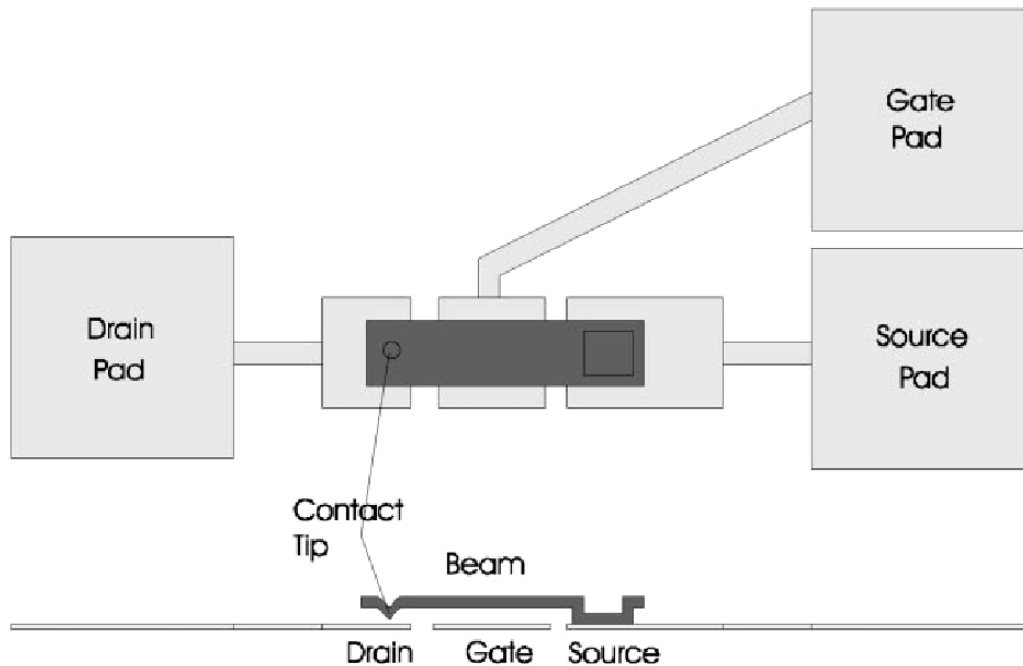 Gate
Pad
Drain
Pad
Source
Pad
Contact
Tip
Beam
Drain
Gate
Source